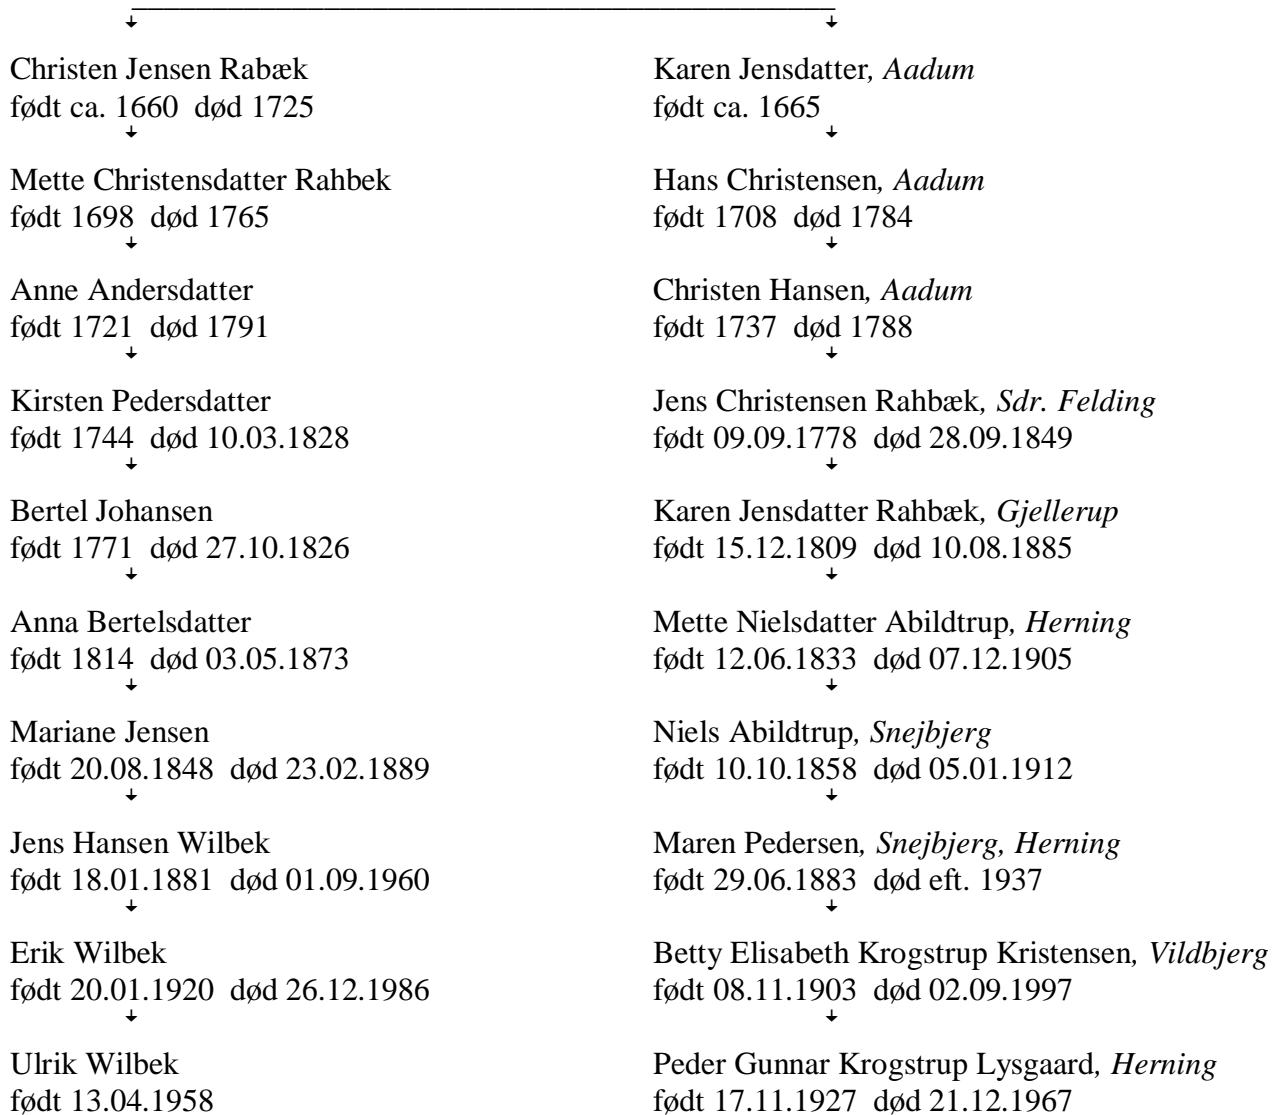 Christen Jensen Rabæk
født ca. 1660  død 1725
Mette Christensdatter Rahbek
født 1698  død 1765
Anne Andersdatter
født 1721  død 1791
Kirsten Pedersdatter
født 1744  død 10.03.1828
Bertel Johansen
født 1771  død 27.10.1826
Anna Bertelsdatter
født 1814  død 03.05.1873
Mariane Jensen
født 20.08.1848  død 23.02.1889
Jens Hansen Wilbek
født 18.01.1881  død 01.09.1960
Erik Wilbek
født 20.01.1920  død 26.12.1986
Ulrik Wilbek
født 13.04.1958
Karen Jensdatter, Aadum
født ca. 1665
Hans Christensen, Aadum
født 1708  død 1784
Christen Hansen, Aadum
født 1737  død 1788
Jens Christensen Rahbæk, Sdr. Felding
født 09.09.1778  død 28.09.1849
Karen Jensdatter Rahbæk, Gjellerup
født 15.12.1809  død 10.08.1885
Mette Nielsdatter Abildtrup, Herning
født 12.06.1833  død 07.12.1905
Niels Abildtrup, Snejbjerg
født 10.10.1858  død 05.01.1912
Maren Pedersen, Snejbjerg, Herning
født 29.06.1883  død eft. 1937
Betty Elisabeth Krogstrup Kristensen, Vildbjerg
født 08.11.1903  død 02.09.1997
Peder Gunnar Krogstrup Lysgaard, Herning
født 17.11.1927  død 21.12.1967